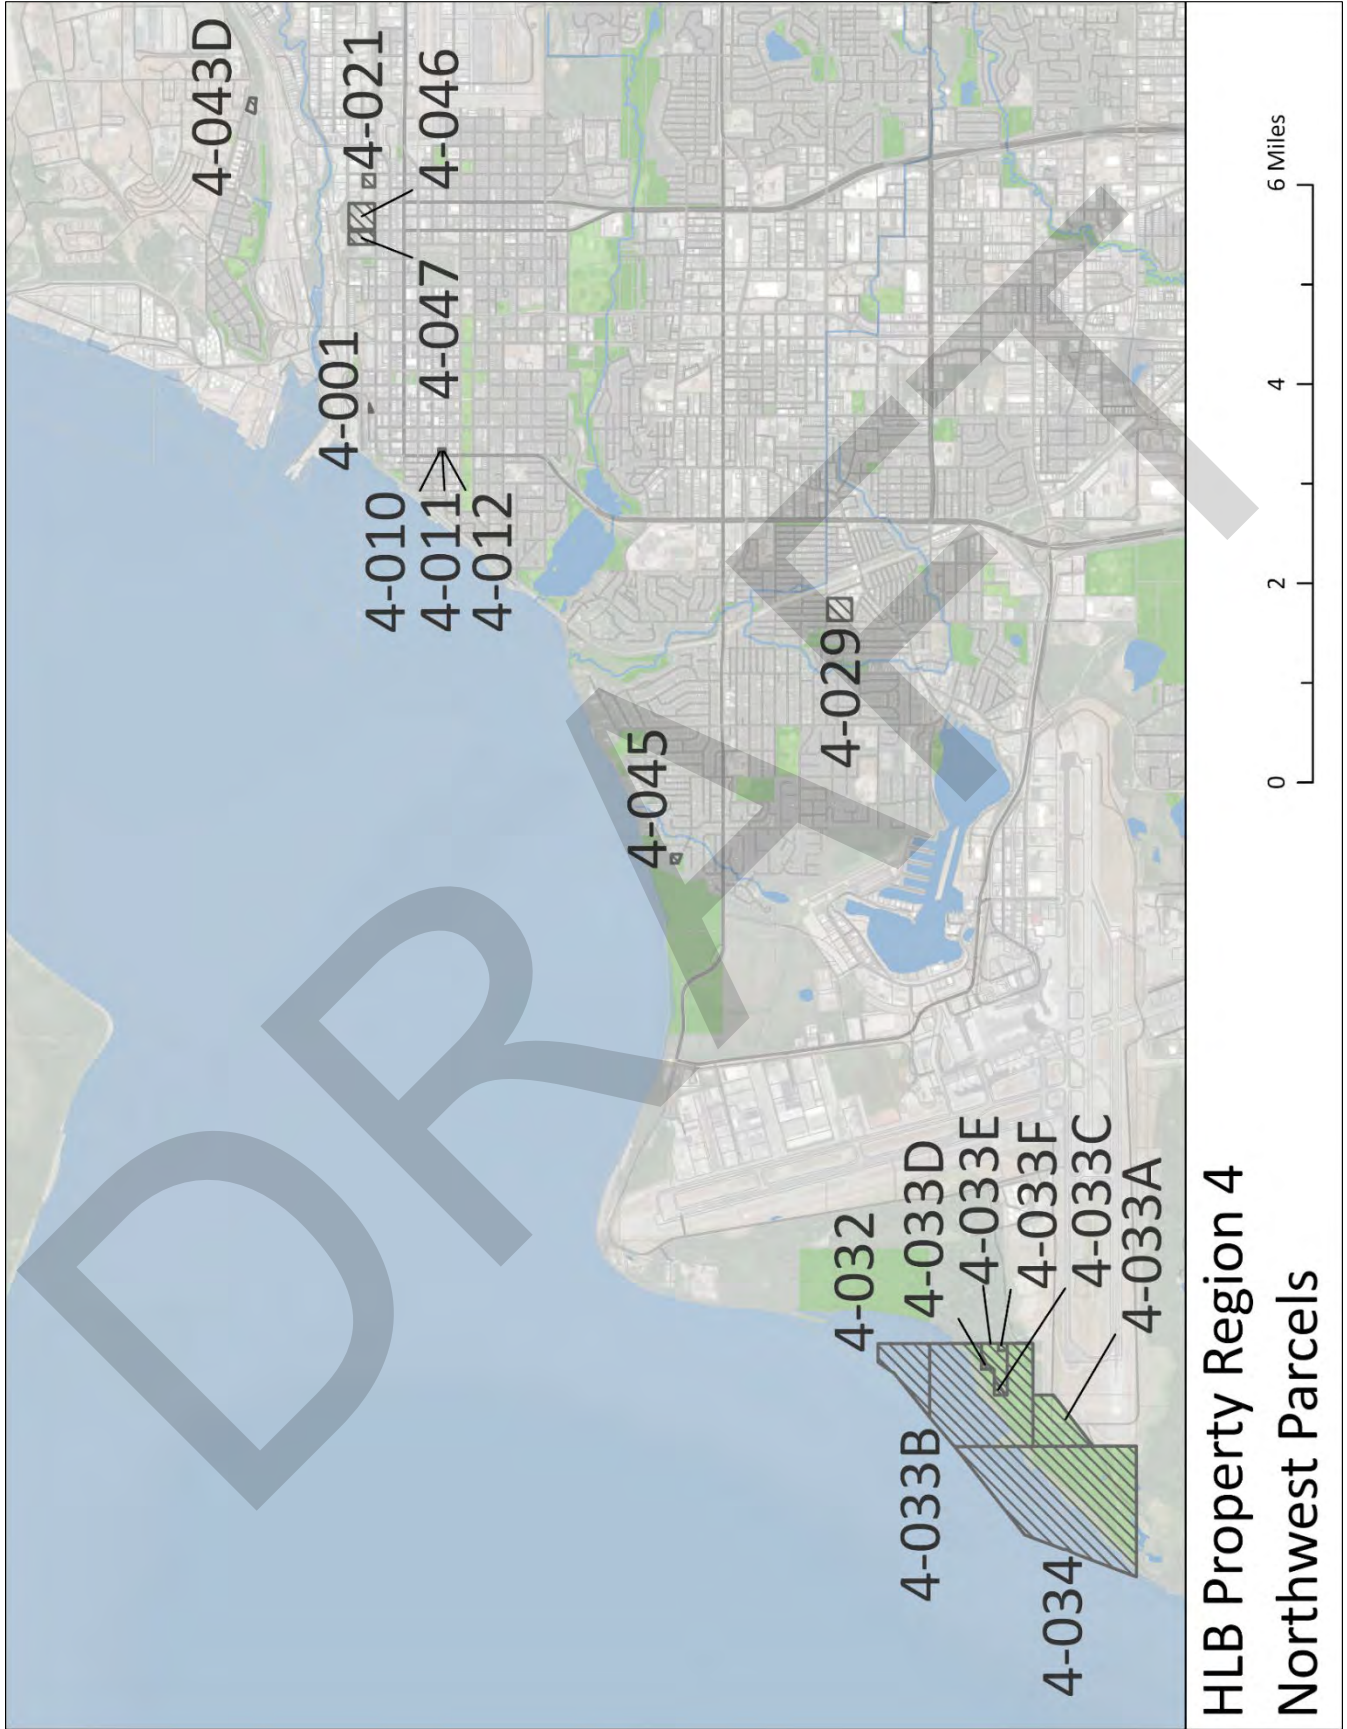 4-043D
4-021
4-046
4-047
4-001
4-010
4-011
4-012
4-045
4-029
4-032
4-033D
4-033E
4-033F
4-033C
4-033A
4-033B
4-034
DRAFT
HLB Property Region 4
Northwest Parcels
0 2 4 6 Miles